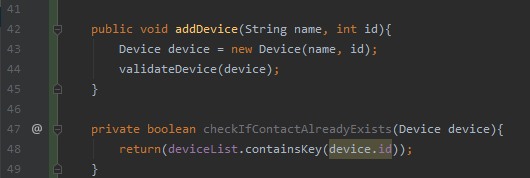 41
42 public void addDevice(String name, int id){
43 Device device = new Device(name, id);
44 validateDevice(device);
45 }
46
47 @ private boolean checkIfContactAlreadyExists(Device device){
48 return(deviceList.containsKey(device.id));
49 }